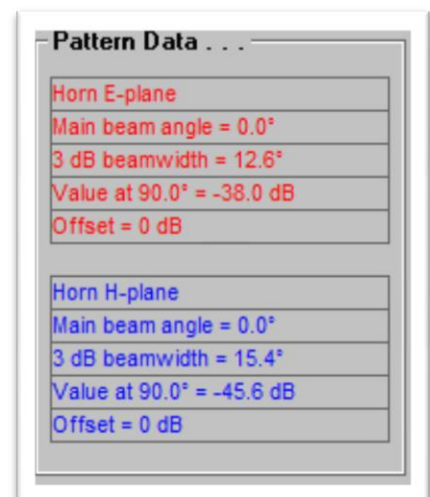 Pattern Data . . .
Horn E-plane
Main beam angle = 0.0°
3 dB beamwidth = 12.6°
Value at 90.0° = -38.0 dB
Offset = 0 dB
Horn H-plane
Main beam angle = 0.0°
3 dB beamwidth = 15.4°
Value at 90.0° = -45.6 dB
Offset = 0 dB